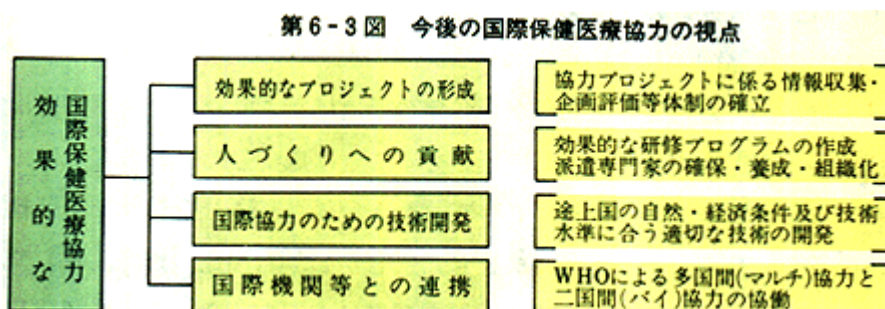 第6-3図 今後の国際保健医療協力の視点
効果的な
国際保健医療協力
効果的なプロジェクトの形成
協力プロジェクトに係る情報収集・
企画評価等体制の確立
人づくりへの貢献
効果的な研修プログラムの作成
派遣専門家の確保・養成・組織化
国際協力のための技術開発
途上国の自然・経済条件及び技術
水準に合う適切な技術の開発
国際機関等との連携
WHOによる多国間(マルチ)協力と
二国間(バイ)協力の協働